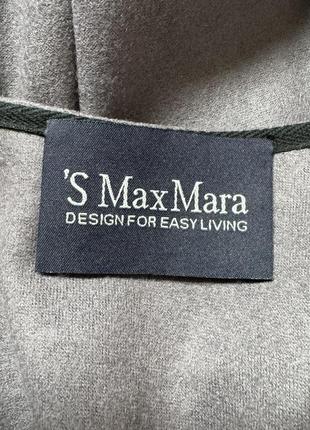 'S MaxMara
DESIGN FOR EASY LIVING